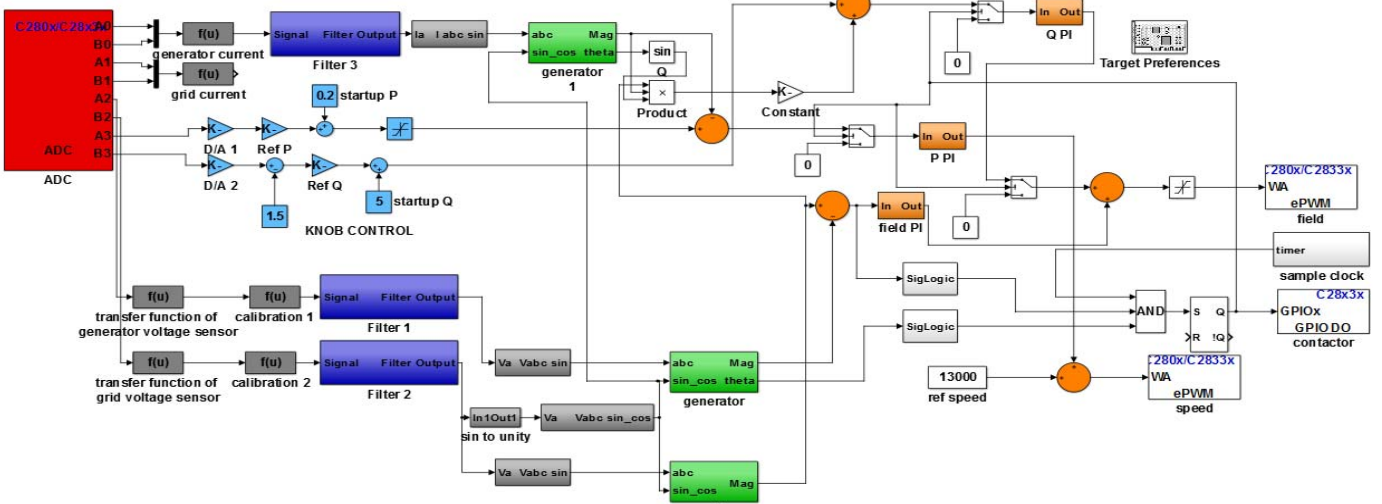 C280x/C28x3x
A0
B0
A1
B1
A2
B2
A3
B3
ADC
ADC
f(u)
generator current
f(u)
grid current
Signal Filter Output
Filter 3
Ia I abc sin
abc Mag
sin_cos theta
generator
1
sin
Q
×
Product
K-
Constant
0
In Out
Q PI
Target Preferences
K-
D/A 1
K-
Ref P
0.2
startup P
K-
D/A 2
1.5
K-
Ref Q
5
startup Q
KNOB CONTROL
0
In Out
P PI
0
In Out
field PI
C280x/C2833x
WA
ePWM
field
timer
sample clock
SigLogic
SigLogic
AND
S Q
R !Q
C28x3x
GPIOx
GPIO DO
contactor
13000
ref speed
C280x/C2833x
WA
ePWM
speed
f(u)
transfer function of
generator voltage sensor
f(u)
calibration 1
Signal Filter Output
Filter 1
f(u)
transfer function of
grid voltage sensor
f(u)
calibration 2
Signal Filter Output
Filter 2
Va Vabc sin
abc Mag
sin_cos theta
generator
In1Out1
sin to unity
Va Vabc sin_cos
Va Vabc sin
abc
Mag
sin_cos